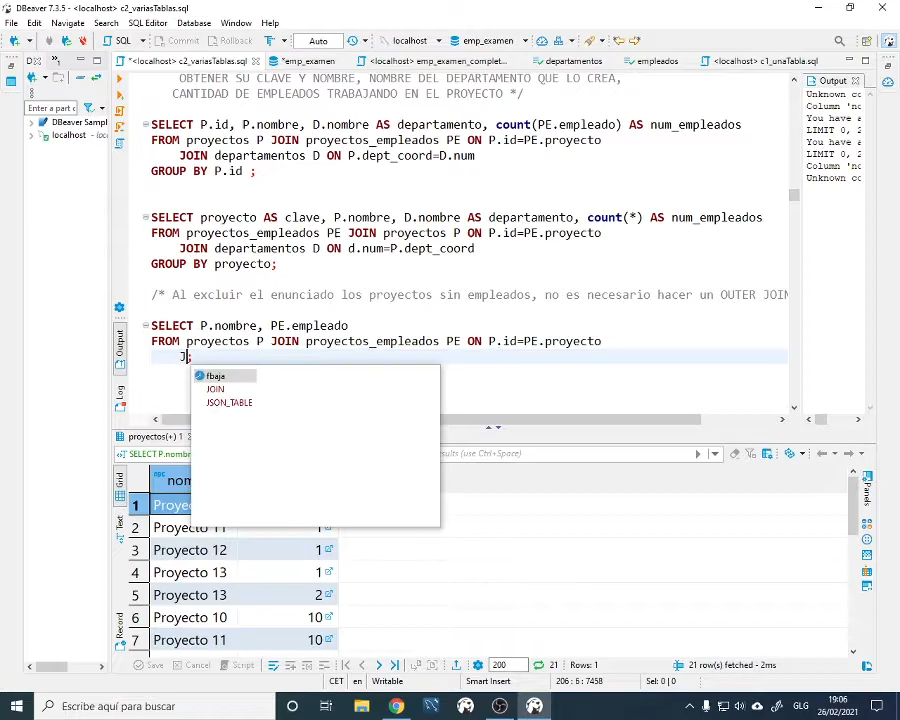 DBeaver 7.3.5 - <localhost> c2_variasTablas.sql
File Edit Navigate Search SQL Editor Database Window Help
SQL Commit Rollback Auto localhost emp_examen
*<localhost> c2_variasTablas.sql *emp_examen <localhost> emp_examen_complet... departamentos empleados <localhost> c1_unaTabla.sql
Enter a part o
DBeaver Sampl
localhost - loca
OBTENER SU CLAVE Y NOMBRE, NOMBRE DEL DEPARTAMENTO QUE LO CREA,
CANTIDAD DE EMPLEADOS TRABAJANDO EN EL PROYECTO */
SELECT P.id, P.nombre, D.nombre AS departamento, count(PE.empleado) AS num_empleados
FROM proyectos P JOIN proyectos_empleados PE ON P.id=PE.proyecto
JOIN departamentos D ON P.dept_coord=D.num
GROUP BY P.id ;
SELECT proyecto AS clave, P.nombre, D.nombre AS departamento, count(*) AS num_empleados
FROM proyectos_empleados PE JOIN proyectos P ON P.id=PE.proyecto
JOIN departamentos D ON d.num=P.dept_coord
GROUP BY proyecto;
/* Al excluir el enunciado los proyectos sin empleados, no es necesario hacer un OUTER JOIN
SELECT P.nombre, PE.empleado
FROM proyectos P JOIN proyectos_empleados PE ON P.id=PE.proyecto
J;
fbaja
JOIN
JSON_TABLE
Output
Unknown co
Column 'no
You have a
LIMIT 0, 2
You have a
LIMIT 0, 2
Column 'no
Unknown co
Output
Log
proyectos(+) 1
SELECT P.nombr
results (use Ctrl+Space)
Grid
Text
Record
Panels
nom
1 Proyec
2 Proyecto 11 1
3 Proyecto 12 1
4 Proyecto 13 1
5 Proyecto 13 2
6 Proyecto 10 10
7 Proyecto 11 10
Save Cancel Script 200 21 Rows: 1 21 row(s) fetched - 2ms
CET en Writable Smart Insert 206 : 6 : 7458 Sel: 0 | 0
Escribe aquí para buscar
GLG
19:06
26/02/2021